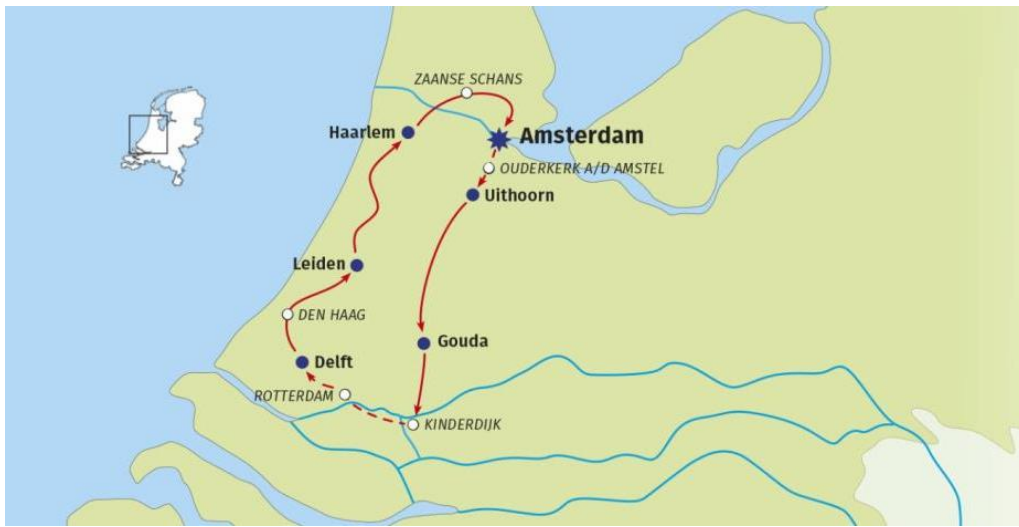 ZAANSE SCHANS
Haarlem
Amsterdam
OUDERKERK A/D AMSTEL
Uithoorn
Leiden
DEN HAAG
Gouda
Delft
ROTTERDAM
KINDERDIJK